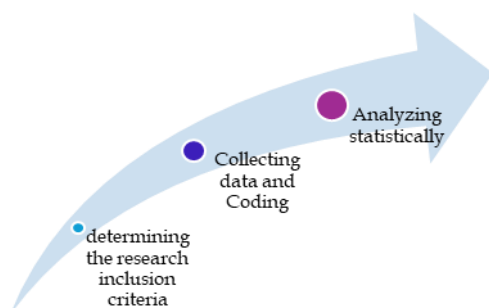 Analyzing
statistically
Collecting
data and
Coding
determining
the research
inclusion
criteria